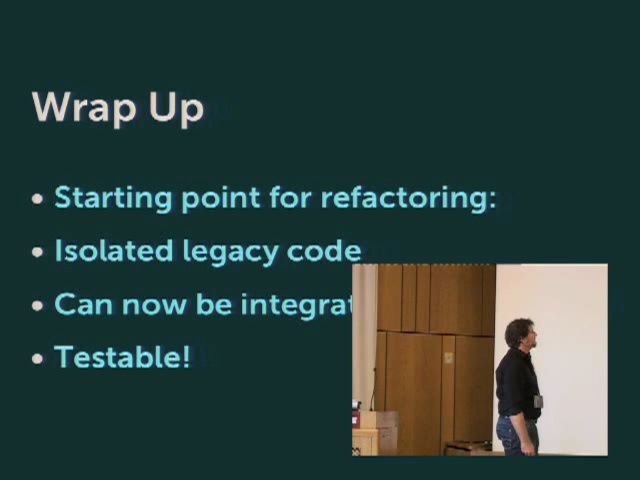 Wrap Up
• Starting point for refactoring:
• Isolated legacy code
• Can now be
• Testable!